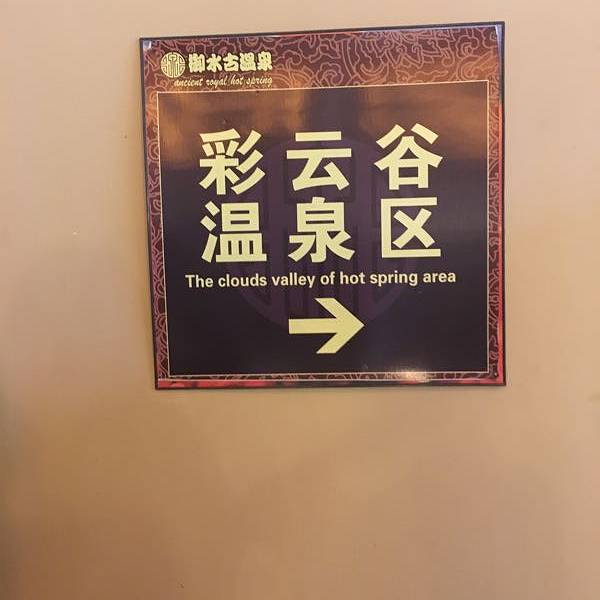 御水古温泉
ancient royal hot spring
彩云谷
温泉区
The clouds valley of hot spring area